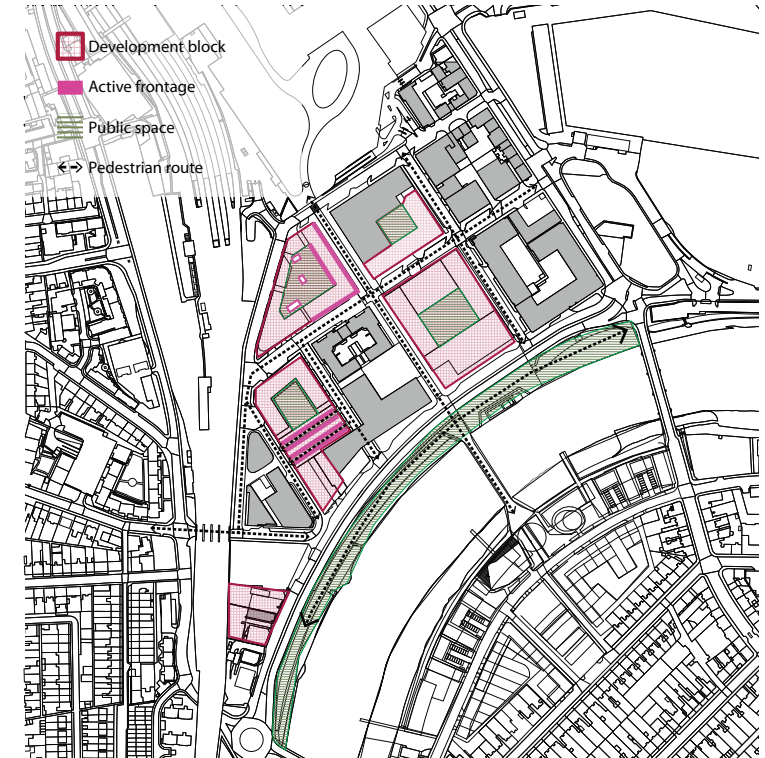 Development block
Active frontage
Public space
Pedestrian route